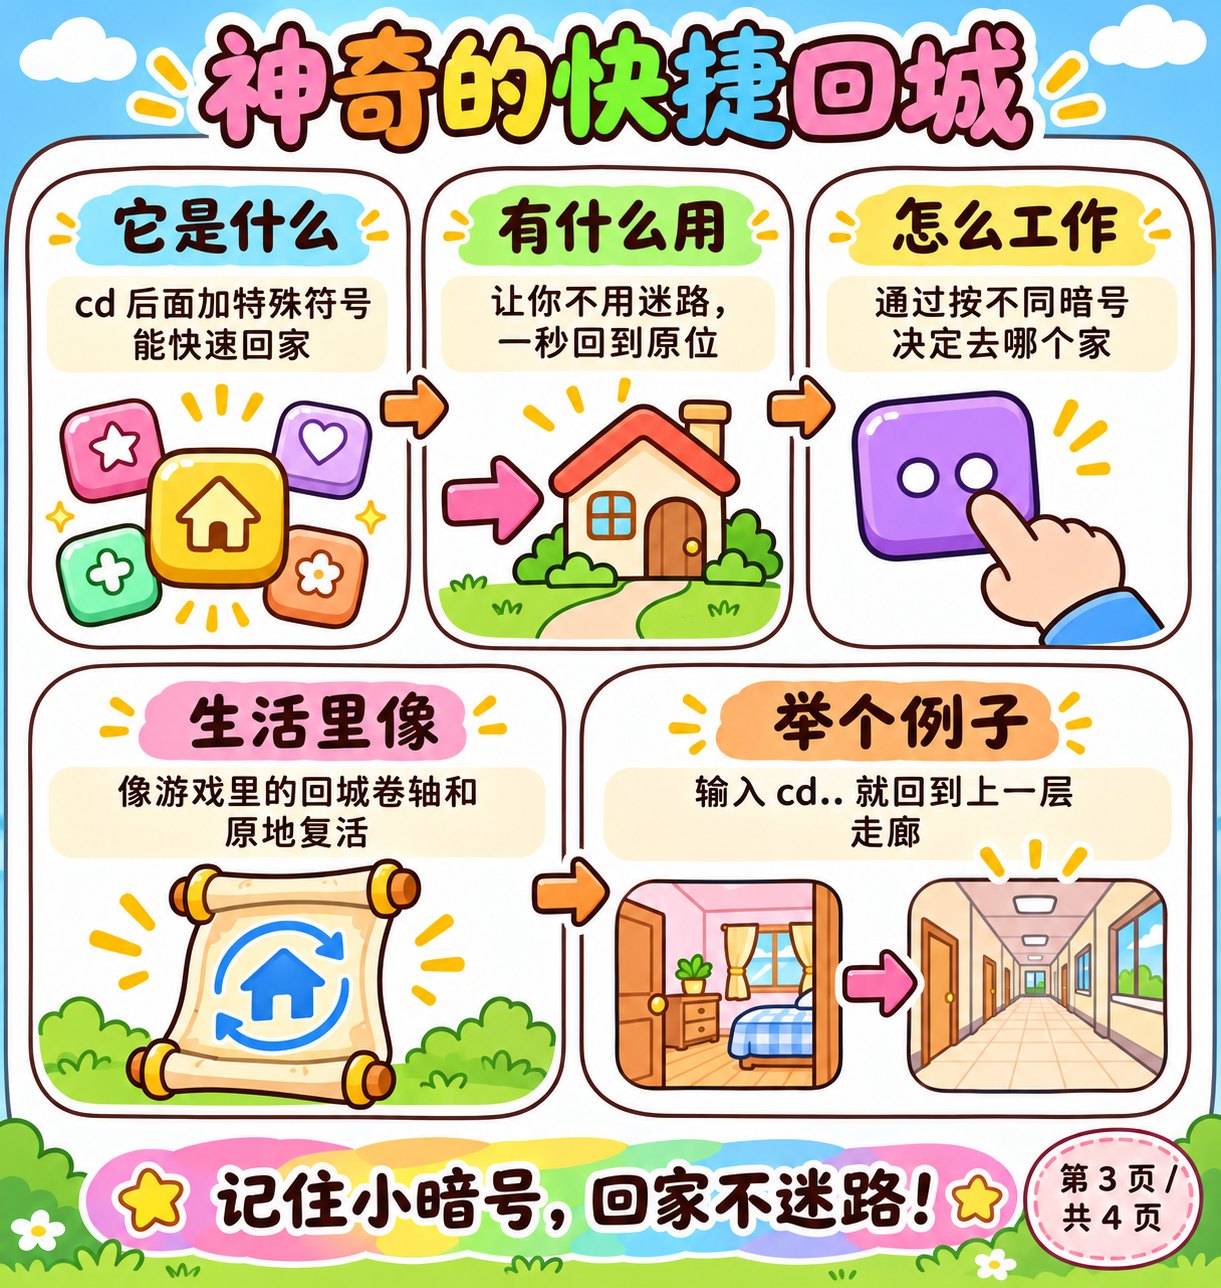 神奇的快捷回城
它是什么
cd 后面加特殊符号
能快速回家
有什么用
让你不用迷路，
一秒回到原位
怎么工作
通过按不同暗号
决定去哪个家
生活里像
像游戏里的回城卷轴和
原地复活
举个例子
输入 cd.. 就回到上一层
走廊
记住小暗号，回家不迷路！
第 3 页 /
共 4 页